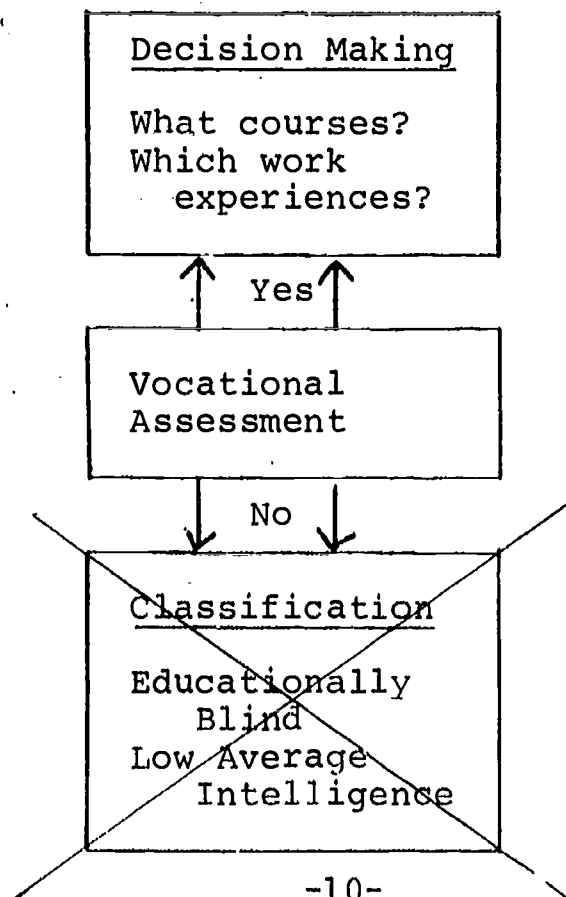 Decision Making
What courses?
Which work
experiences?
Yes
Vocational
Assessment
No
Classification
Educationally
Blind
Low Average
Intelligence
-10-